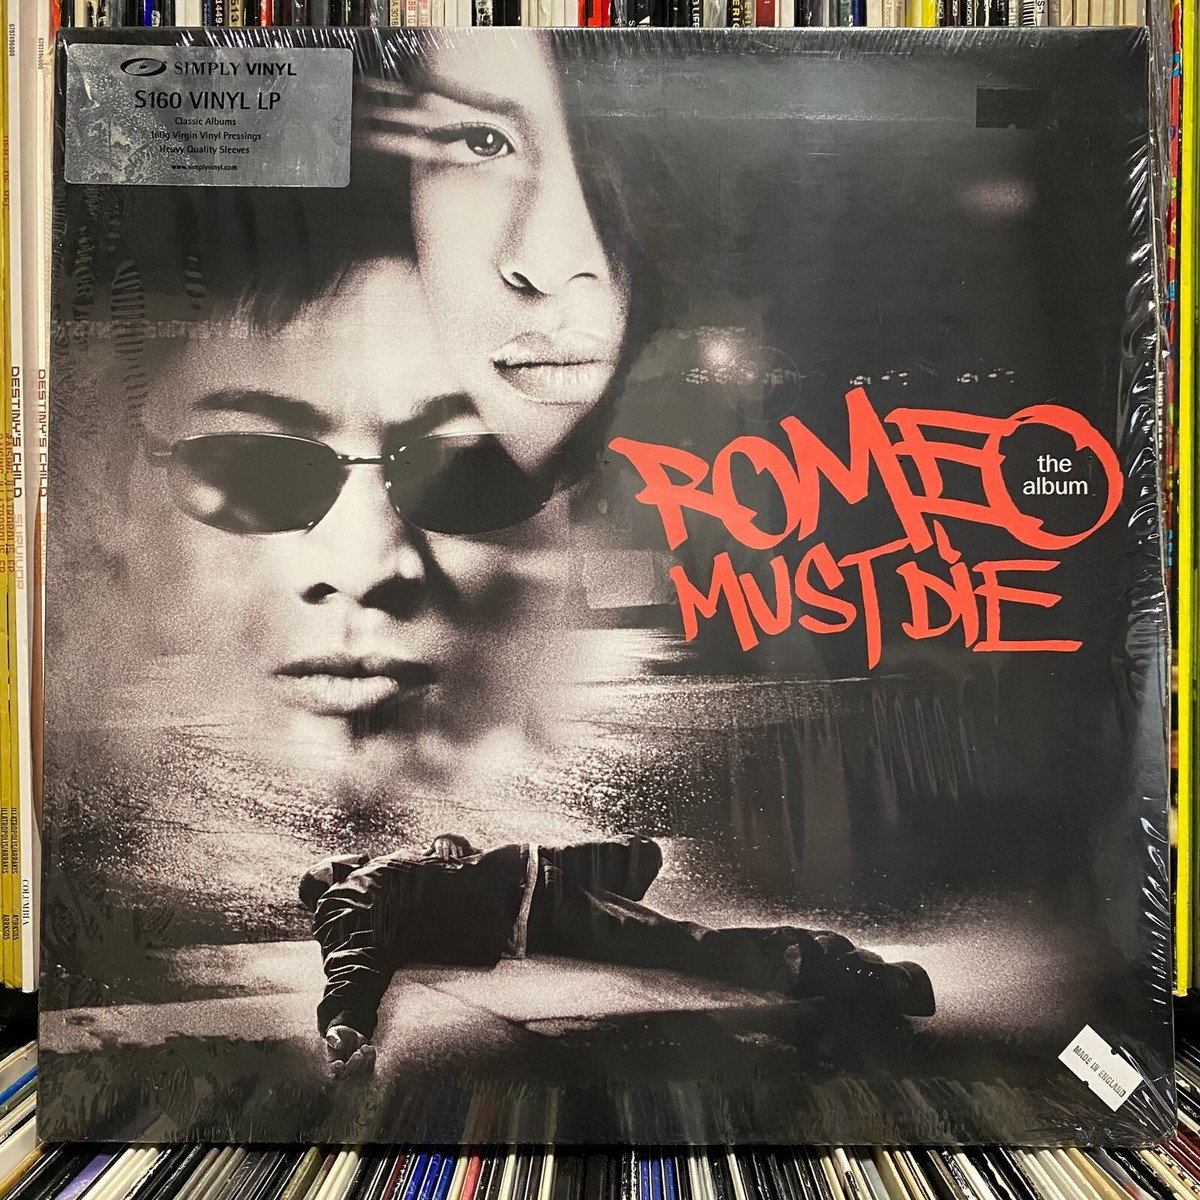 SIMPLY VINYL
S160 VINYL LP
Classic Albums
160g Virgin Vinyl Pressings
Heavy Quality Sleeves
www.simplyvinyl.com
ROMEO
the
album
MUST DIE
MADE IN ENGLAND
DESTINY'S CHILD SURVIVOR
DESTINY'S CHILD
COLUMBIA